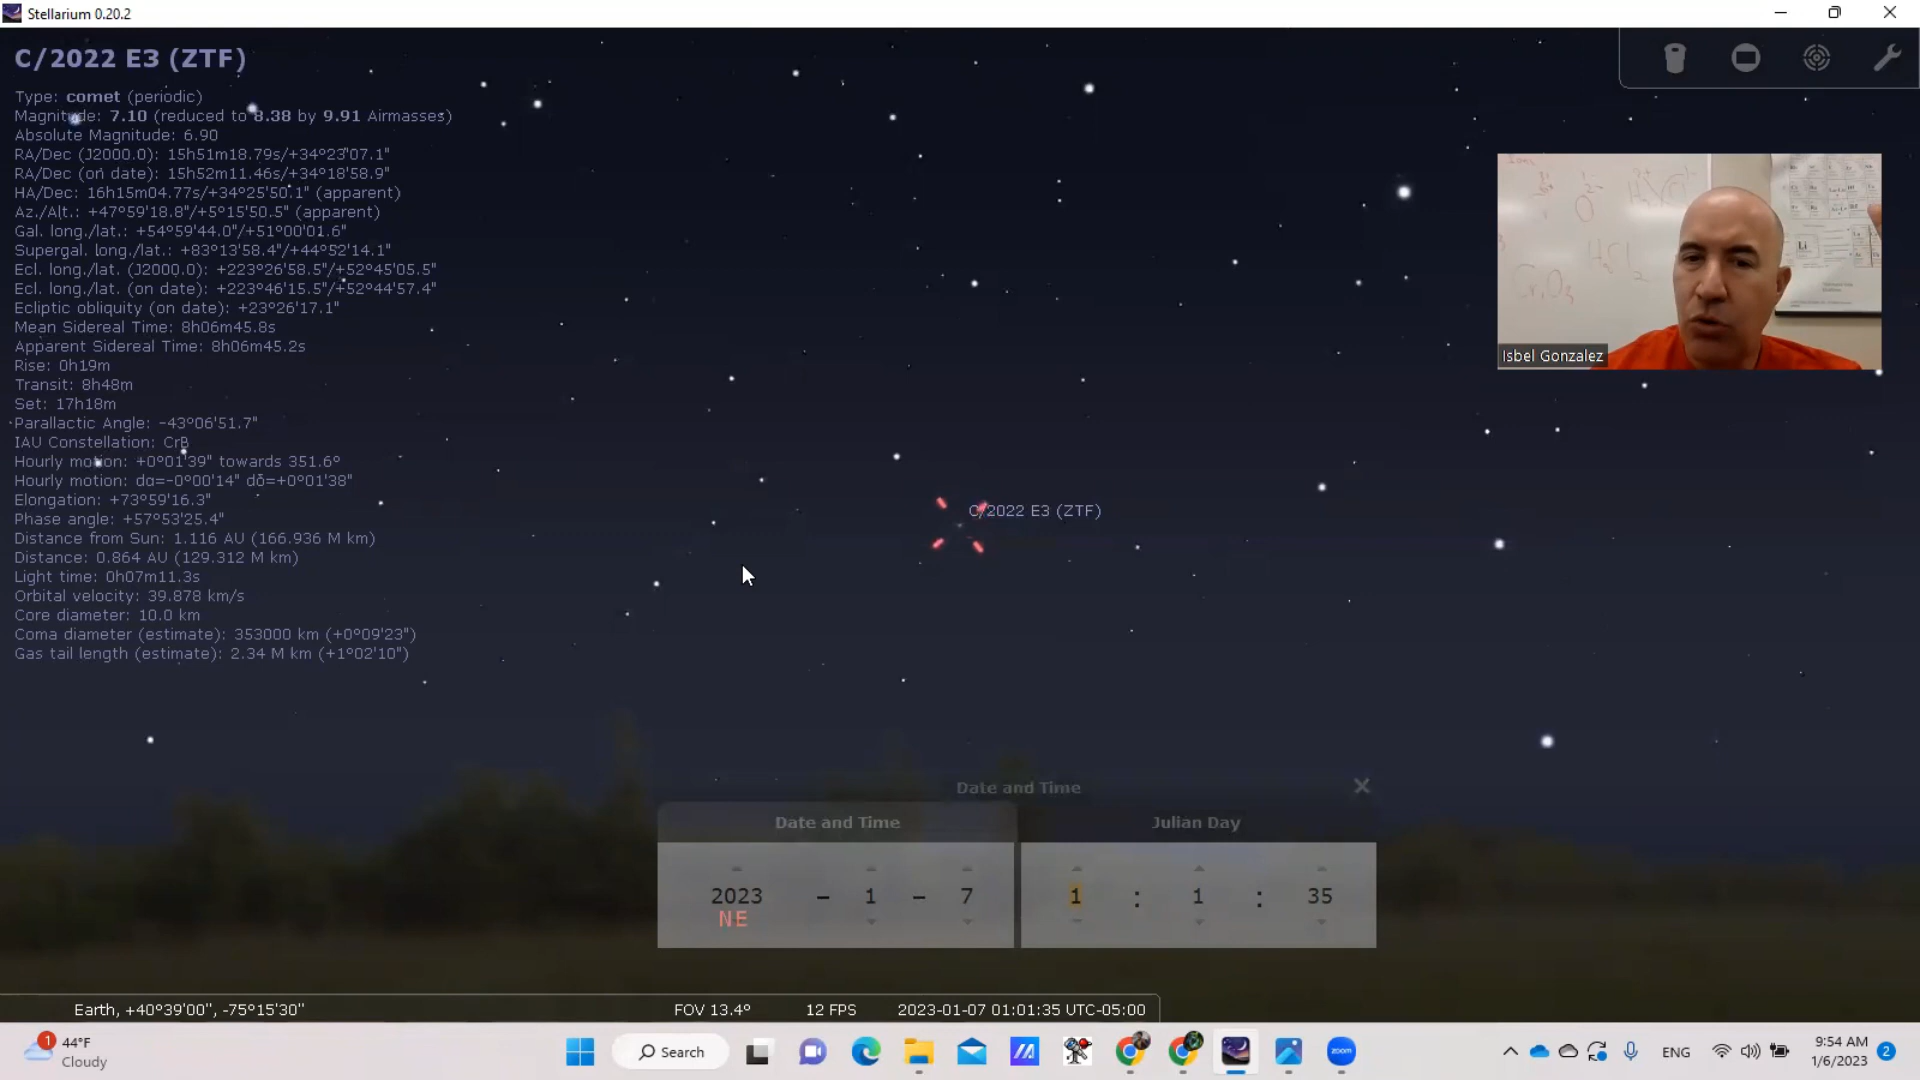 Stellarium 0.20.2
C/2022 E3 (ZTF)
Type: comet (periodic)
Magnitude: 7.10 (reduced to 8.38 by 9.91 Airmasses)
Absolute Magnitude: 6.90
RA/Dec (J2000.0): 15h51m18.79s/+34°23'07.1"
RA/Dec (on date): 15h52m11.46s/+34°18'58.9"
HA/Dec: 16h15m04.77s/+34°25'50.1" (apparent)
Az./Alt.: +47°59'18.8"/+5°15'50.5" (apparent)
Gal. long./lat.: +54°59'44.0"/+51°00'01.6"
Supergal. long./lat.: +83°13'58.4"/+44°52'14.1"
Ecl. long./lat. (J2000.0): +223°26'58.5"/+52°45'05.5"
Ecl. long./lat. (on date): +223°46'15.5"/+52°44'57.4"
Ecliptic obliquity (on date): +23°26'17.1"
Mean Sidereal Time: 8h06m45.8s
Apparent Sidereal Time: 8h06m45.2s
Rise: 0h19m
Transit: 8h48m
Set: 17h18m
Parallactic Angle: -43°06'51.7"
IAU Constellation: CrB
Hourly motion: +0°01'39" towards 351.6°
Hourly motion: dα=-0°00'14" dδ=+0°01'38"
Elongation: +73°59'16.3"
Phase angle: +57°53'25.4"
Distance from Sun: 1.116 AU (166.936 M km)
Distance: 0.864 AU (129.312 M km)
Light time: 0h07m11.3s
Orbital velocity: 39.878 km/s
Core diameter: 10.0 km
Coma diameter (estimate): 353000 km (+0°09'23")
Gas tail length (estimate): 2.34 M km (+1°02'10")
Li
Isbel Gonzalez
C/2022 E3 (ZTF)
Date and Time
Date and Time Julian Day
2023 - 1 - 7 1 : 1 : 35
NE
Earth, +40°39'00", -75°15'30" FOV 13.4° 12 FPS 2023-01-07 01:01:35 UTC-05:00
1
44°F
Cloudy
Search
zoom
ENG
9:54 AM
1/6/2023
2